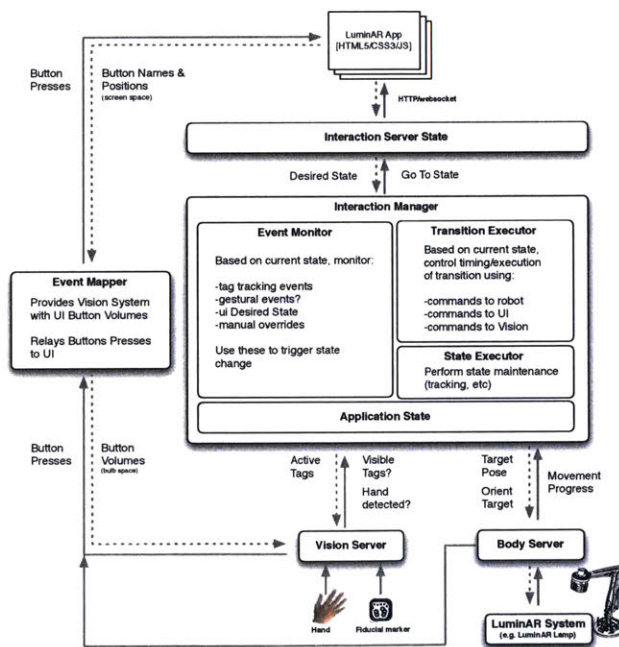 LuminAR App
[HTML5/CSS3/JS]
Button
Presses
Button Names &
Positions
(screen space)
HTTP/websocket
Interaction Server State
Desired State
Go To State
Interaction Manager
Event Monitor
Based on current state, monitor:
-tag tracking events
-gestural events?
-ui Desired State
-manual overrides
Use these to trigger state
change
Transition Executor
Based on current state,
control timing/execution
of transition using:
-commands to robot
-commands to UI
-commands to Vision
State Executor
Perform state maintenance
(tracking, etc)
Application State
Event Mapper
Provides Vision System
with UI Button Volumes
Relays Buttons Presses
to UI
Button
Presses
Button
Volumes
(bulb space)
Active
Tags
Visible
Tags?
Hand
detected?
Target
Pose
Orient
Target
Movement
Progress
Vision Server
Body Server
Hand
Fiducial marker
LuminAR System
(e.g. LuminAR Lamp)